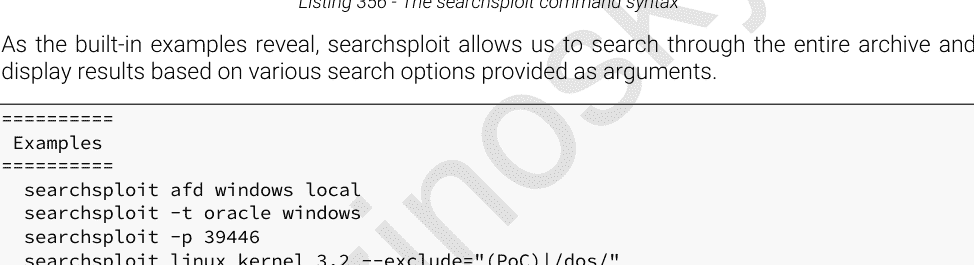 Listing 356 - The searchsploit command syntax
As the built-in examples reveal, searchsploit allows us to search through the entire archive and
display results based on various search options provided as arguments.
==========
Examples
==========
searchsploit afd windows local
searchsploit -t oracle windows
searchsploit -p 39446
searchsploit linux kernel 3.2 --exclude="(PoC)|/dos/"
inosky